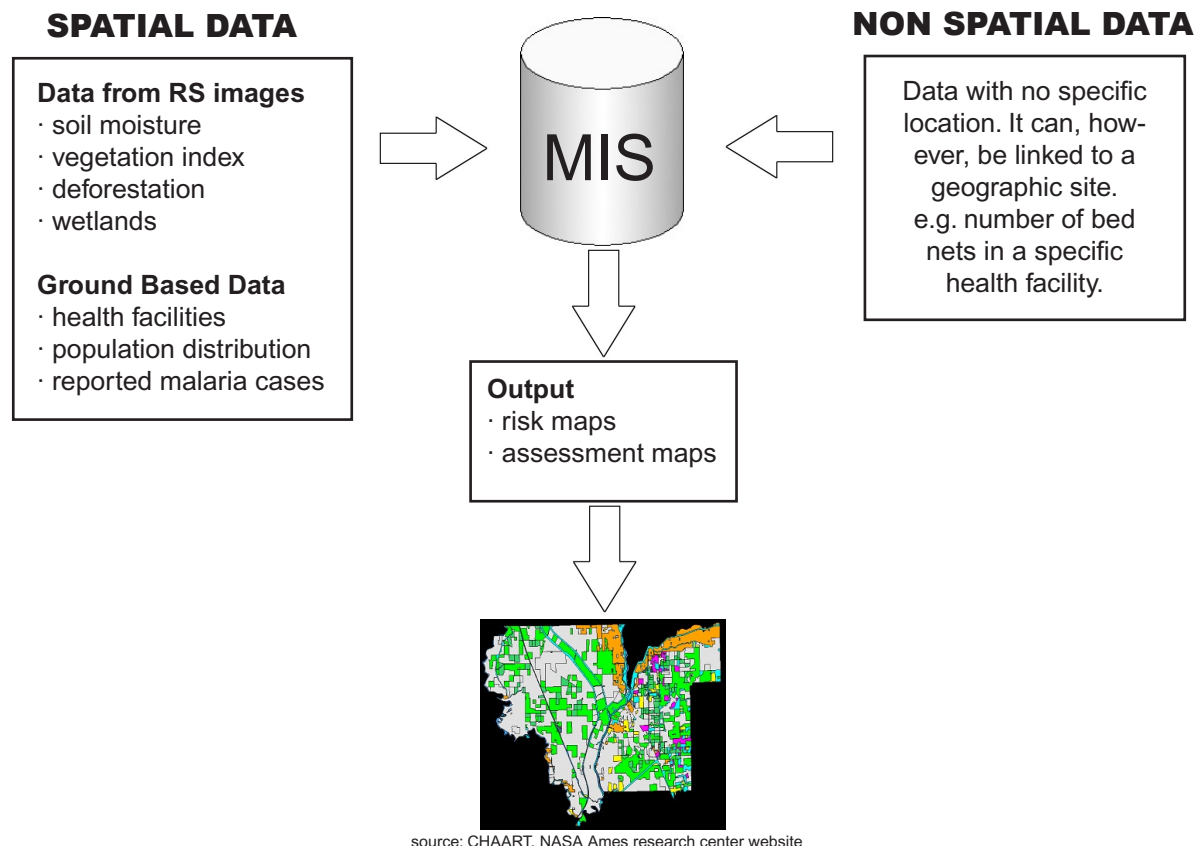 SPATIAL DATA
Data from RS images
· soil moisture
· vegetation index
· deforestation
· wetlands
Ground Based Data
· health facilities
· population distribution
· reported malaria cases
MIS
NON SPATIAL DATA
Data with no specific
location. It can, how-
ever, be linked to a
geographic site.
e.g. number of bed
nets in a specific
health facility.
Output
· risk maps
· assessment maps
source: CHAART, NASA Ames research center website